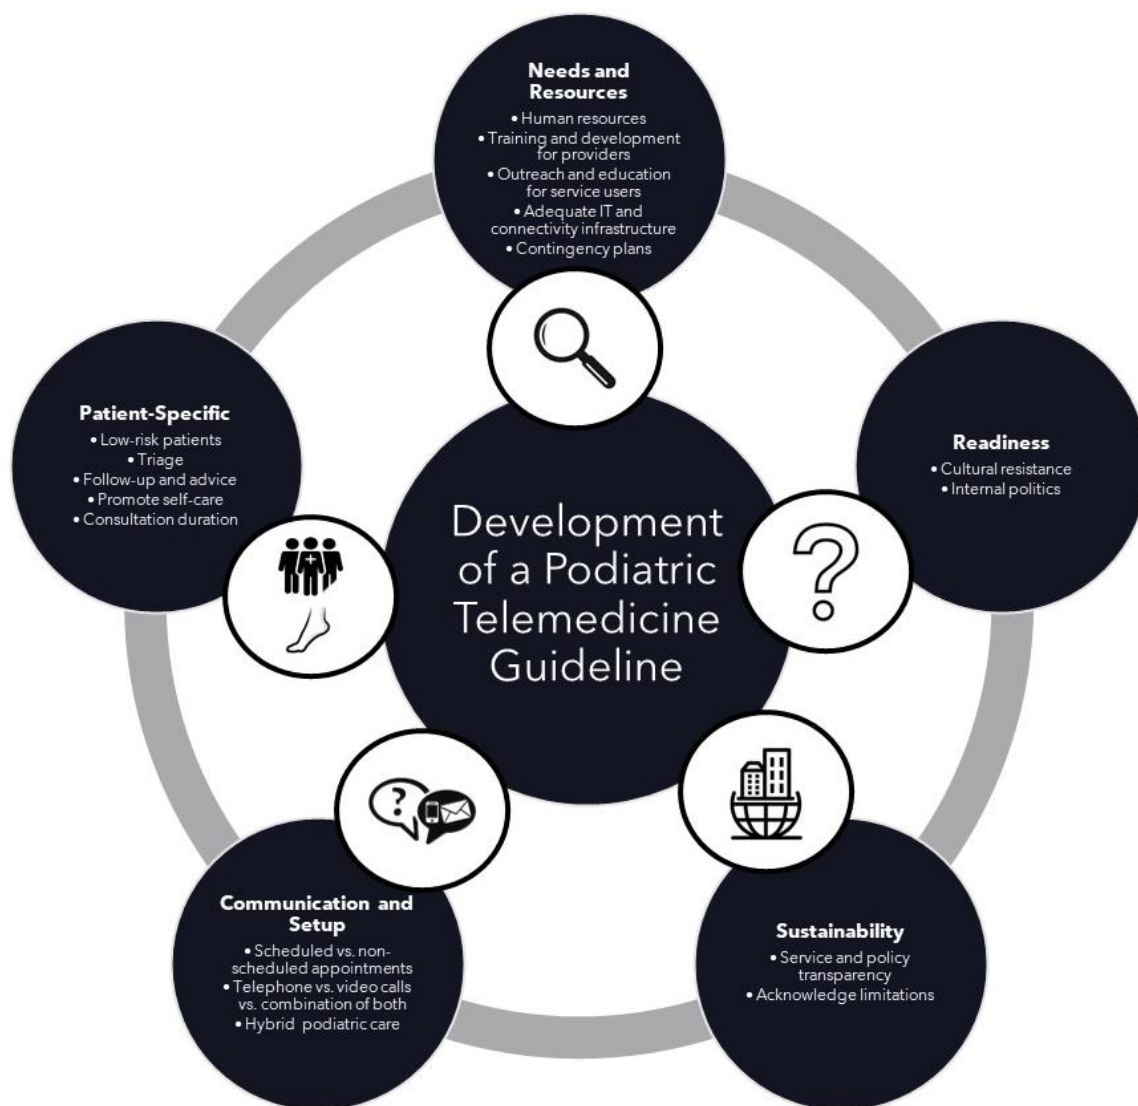 Needs and
Resources
• Human resources
• Training and development
for providers
• Outreach and education
for service users
• Adequate IT and
connectivity infrastructure
• Contingency plans
Patient-Specific
• Low-risk patients
• Triage
• Follow-up and advice
• Promote self-care
• Consultation duration
Readiness
• Cultural resistance
• Internal politics
Development
of a Podiatric
Telemedicine
Guideline
?
?
Communication and
Setup
• Scheduled vs. non-
scheduled appointments
• Telephone vs. video calls
vs. combination of both
• Hybrid podiatric care
Sustainability
• Service and policy
transparency
• Acknowledge limitations